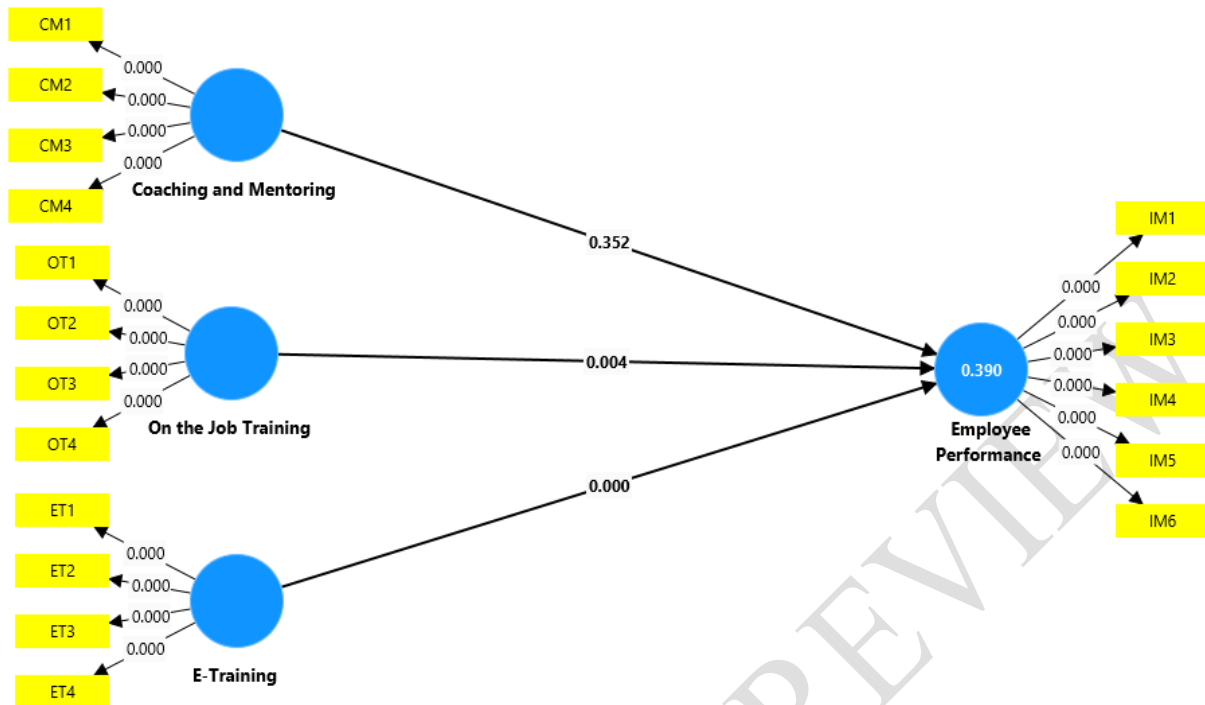 CM1
0.000
CM2
0.000
CM3
0.000
CM4
0.000
Coaching and Mentoring
0.352
OT1
0.000
OT2
0.000
OT3
0.000
OT4
0.000
On the Job Training
0.004
ET1
0.000
ET2
0.000
ET3
0.000
ET4
0.000
E-Training
0.000
0.390
Employee
Performance
IM1
0.000
IM2
0.000
IM3
0.000
IM4
0.000
IM5
0.000
IM6
0.000
REVIEW